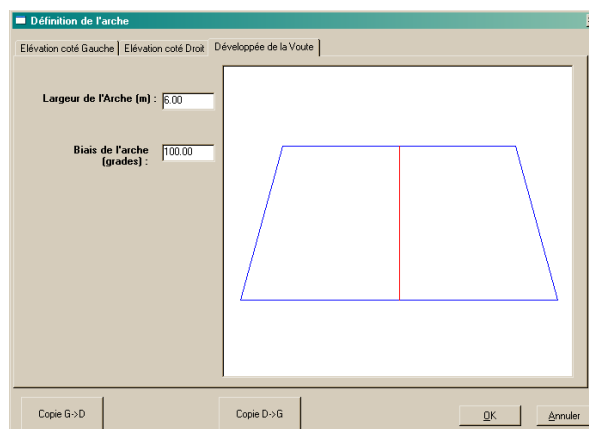 Définition de l'arche
Elévation coté Gauche Elévation coté Droit Développée de la Voute
Largeur de l'Arche (m) : 6.00
Biais de l'arche 100.00
(grades) :
Copie G->D Copie D->G OK Annuler